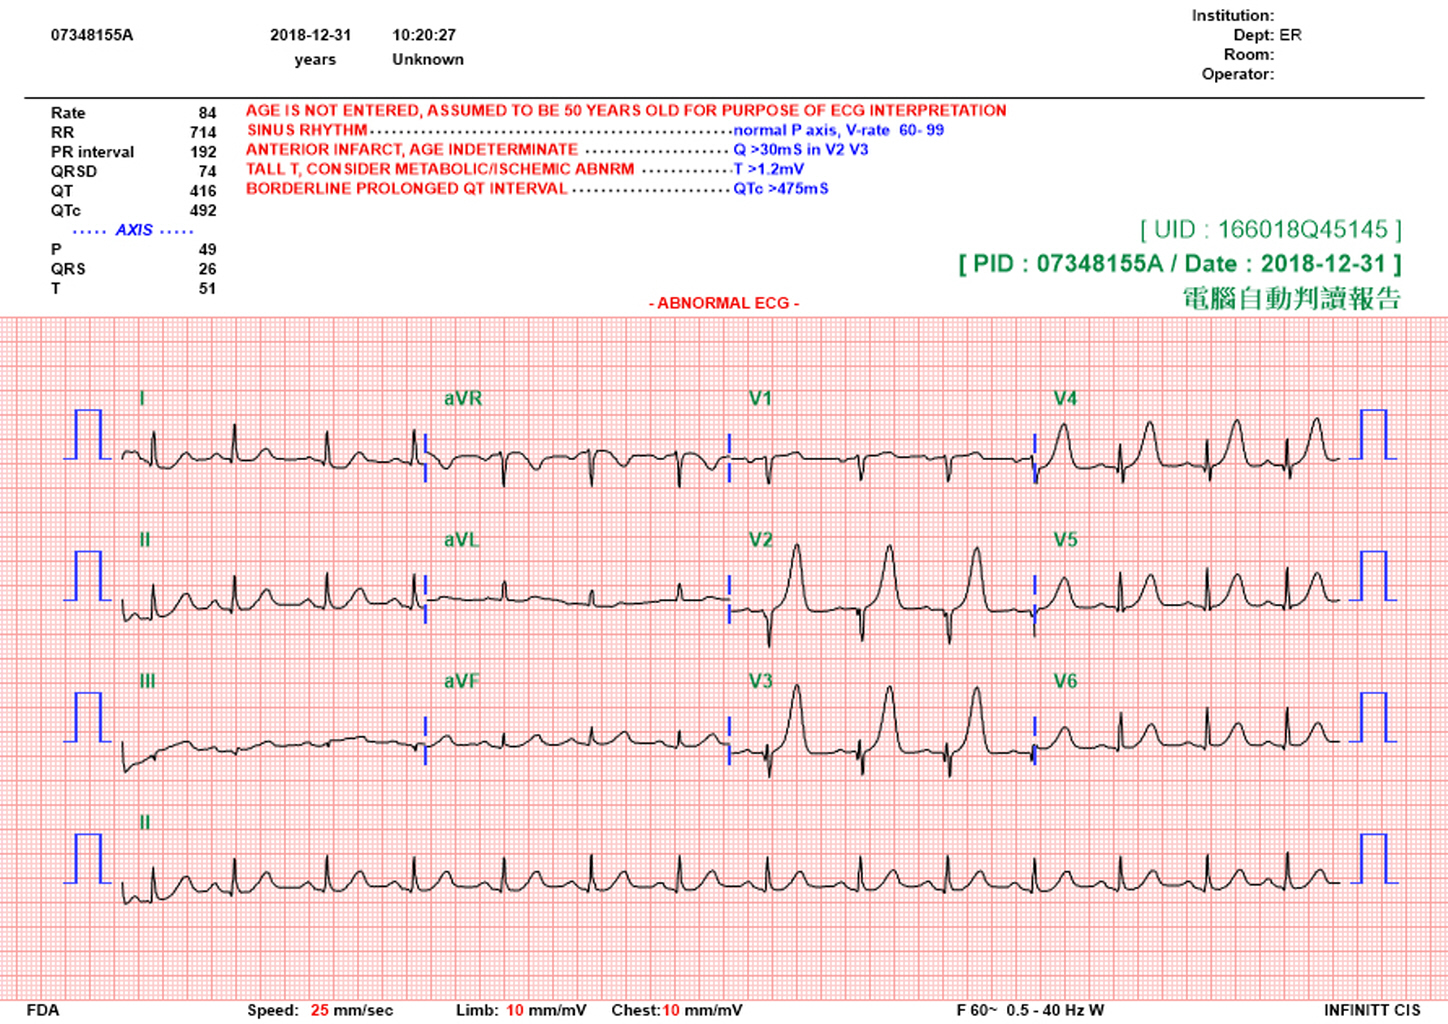 Institution:
07348155A 2018-12-31 10:20:27 Dept: ER
years Unknown Room:
Operator:
Rate 84 AGE IS NOT ENTERED, ASSUMED TO BE 50 YEARS OLD FOR PURPOSE OF ECG INTERPRETATION
RR 714 SINUS RHYTHM normal P axis, V-rate 60- 99
PR interval 192 ANTERIOR INFARCT, AGE INDETERMINATE Q >30mS in V2 V3
QRSD 74 TALL T, CONSIDER METABOLIC/ISCHEMIC ABNRM T >1.2mV
QT 416 BORDERLINE PROLONGED QT INTERVAL QTc >475mS
QTc 492
AXIS
P 49
QRS 26
T 51
[ UID : 166018Q45145 ]
[ PID : 07348155A / Date : 2018-12-31 ]
電腦自動判讀報告
- ABNORMAL ECG -
I aVR V1 V4
II aVL V2 V5
III aVF V3 V6
II
FDA Speed: 25 mm/sec Limb: 10 mm/mV Chest:10 mm/mV F 60~ 0.5 - 40 Hz W INFINITT CIS